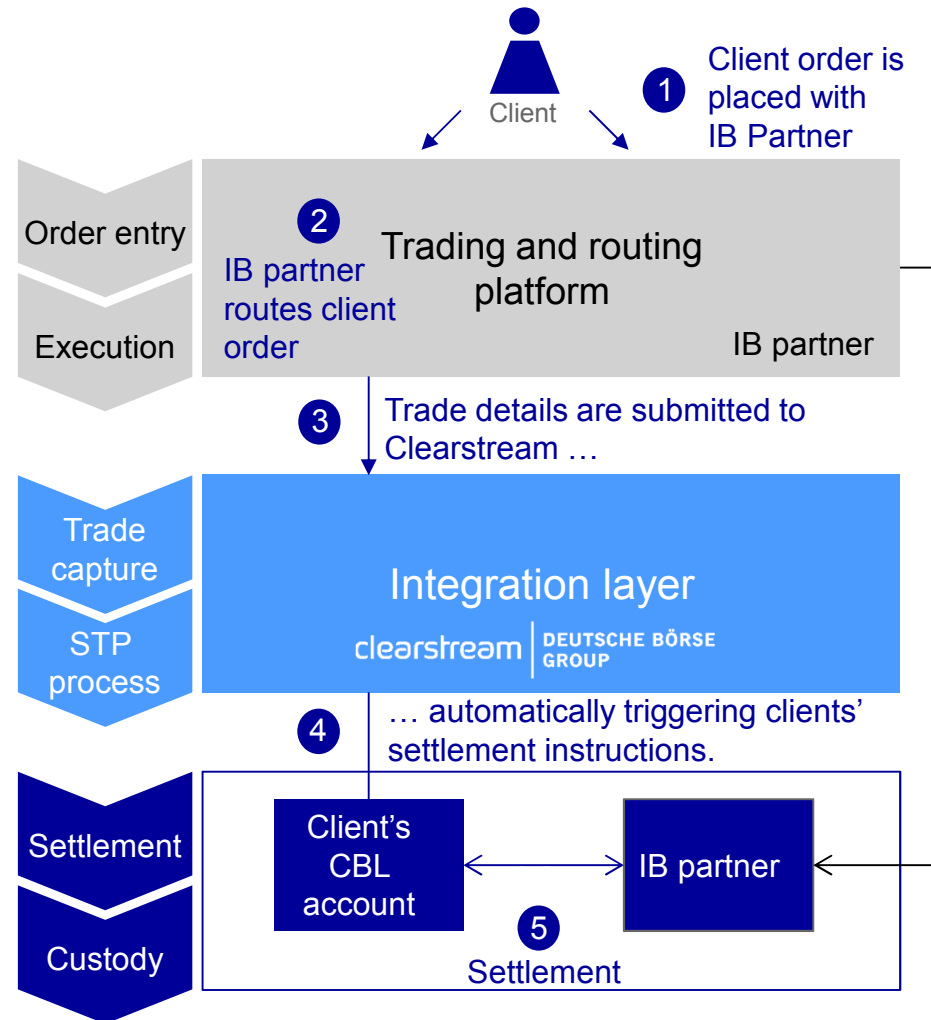 Client
1
Client order is
placed with
IB Partner
Order entry
Execution
2
IB partner
routes client
order
Trading and routing
platform
IB partner
3
Trade details are submitted to
Clearstream …
Trade
capture
STP
process
Integration layer
clearstream
DEUTSCHE BÖRSE
GROUP
4
… automatically triggering clients’
settlement instructions.
Settlement
Custody
Client’s
CBL
account
IB partner
5
Settlement